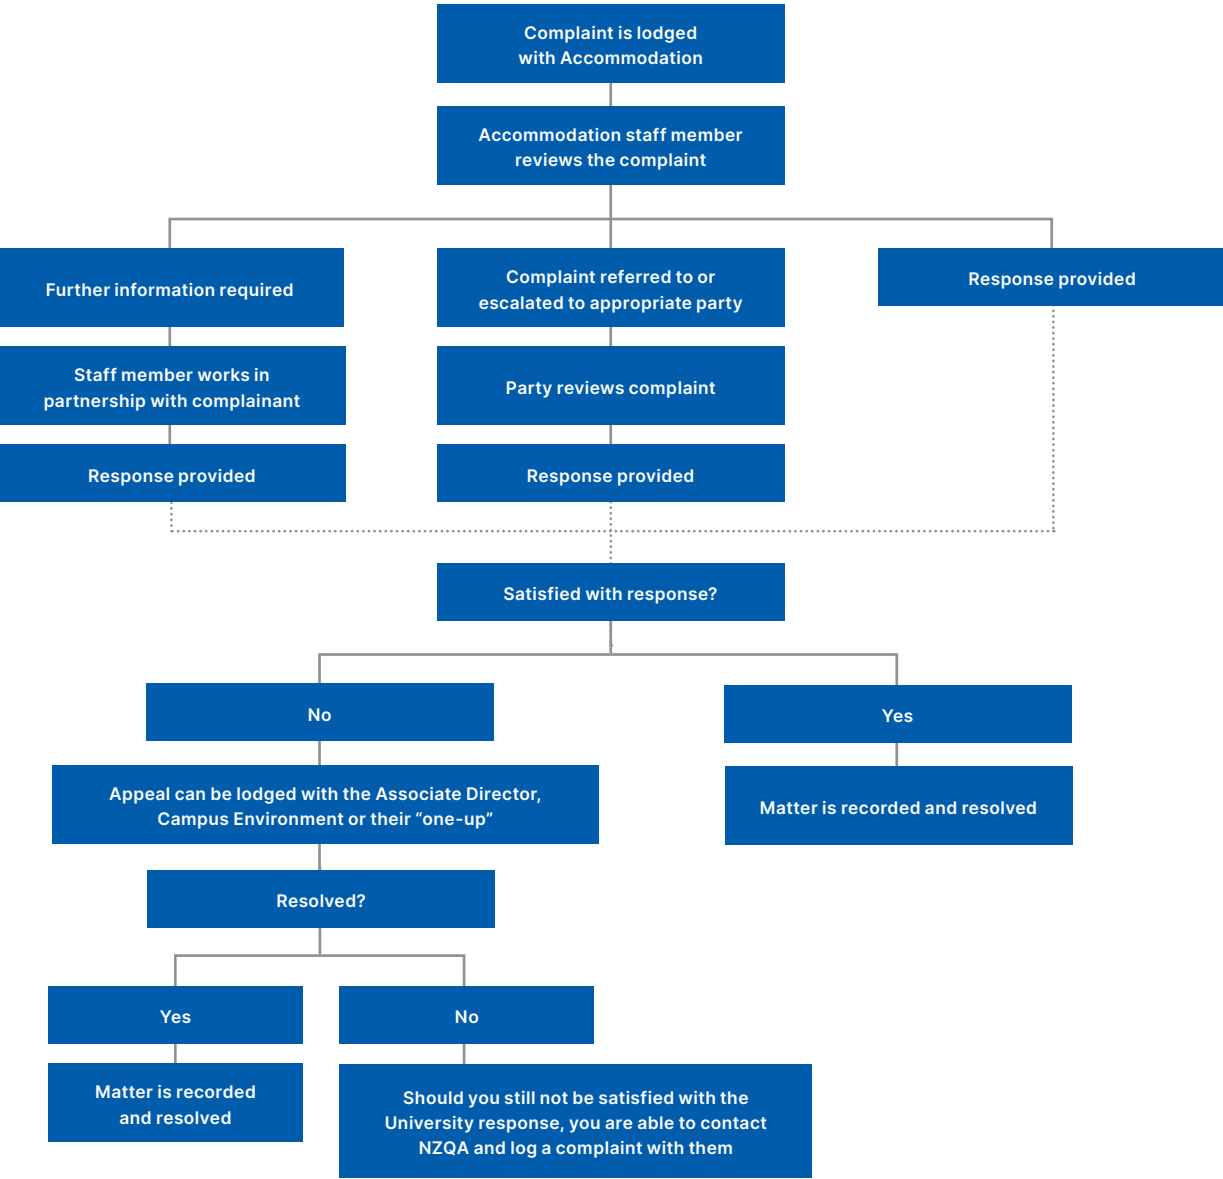 Complaint is lodged
with Accommodation
Accommodation staff member
reviews the complaint
Further information required
Complaint referred to or
escalated to appropriate party
Response provided
Staff member works in
partnership with complainant
Party reviews complaint
Response provided
Response provided
Satisfied with response?
No
Yes
Appeal can be lodged with the Associate Director,
Campus Environment or their “one-up”
Matter is recorded and resolved
Resolved?
Yes
No
Matter is recorded
and resolved
Should you still not be satisfied with the
University response, you are able to contact
NZQA and log a complaint with them